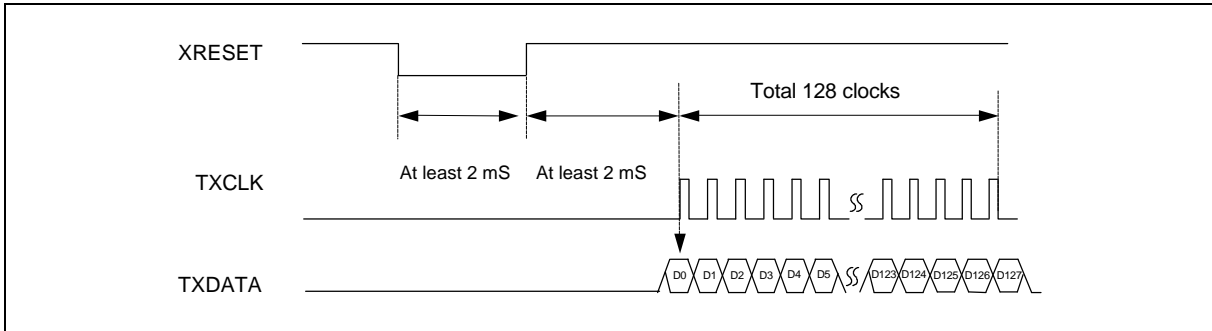 XRESET
Total 128 clocks
At least 2 mS At least 2 mS
TXCLK
TXDATA
D0 D1 D2 D3 D4 D5 D123 D124 D125 D126 D127